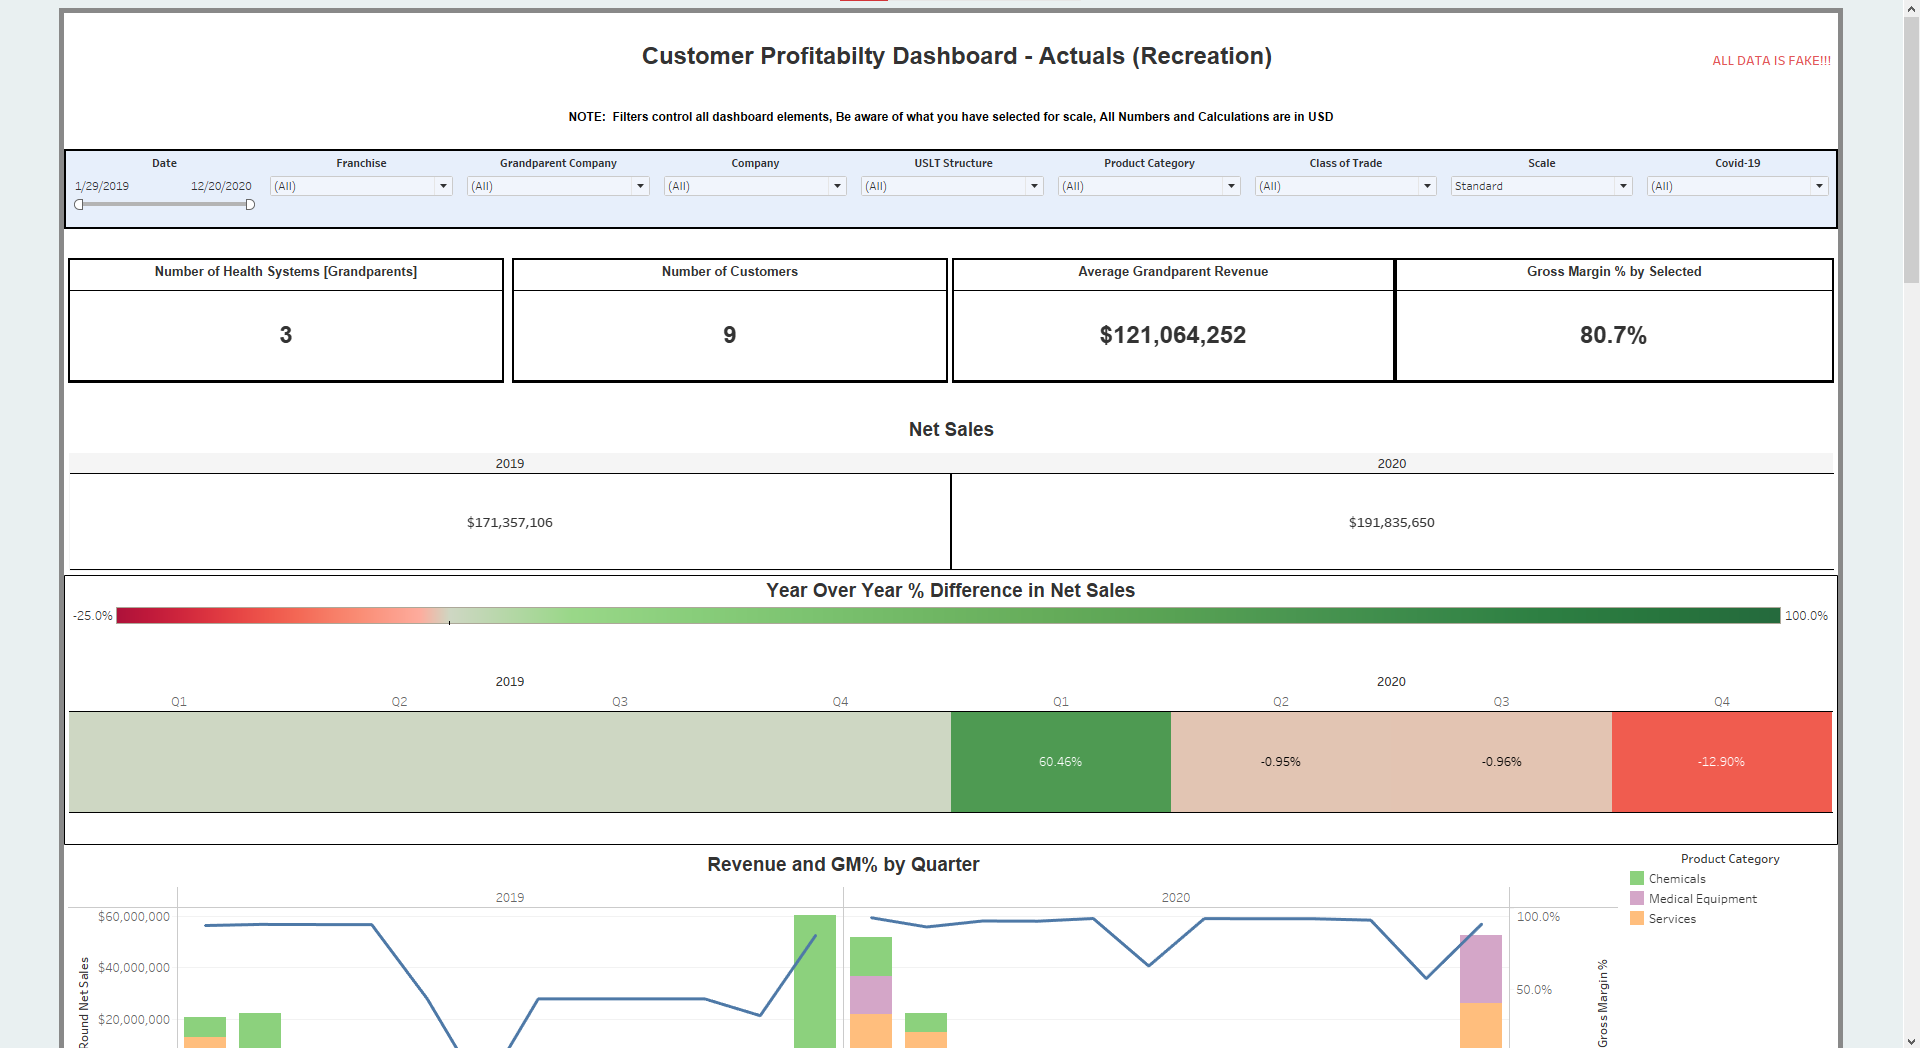 Customer Profitabilty Dashboard - Actuals (Recreation)
ALL DATA IS FAKE!!!
NOTE:  Filters control all dashboard elements, Be aware of what you have selected for scale, All Numbers and Calculations are in USD
Date Franchise Grandparent Company Company USLT Structure Product Category Class of Trade Scale Covid-19
1/29/2019 12/20/2020 (All) (All) (All) (All) (All) (All) Standard (All)
Number of Health Systems [Grandparents] Number of Customers Average Grandparent Revenue Gross Margin % by Selected
3 9 $121,064,252 80.7%
Net Sales
2019 2020
$171,357,106 $191,835,650
Year Over Year % Difference in Net Sales
-25.0% 100.0%
2019 2020
Q1 Q2 Q3 Q4 Q1 Q2 Q3 Q4
60.46% -0.95% -0.96% -12.90%
Revenue and GM% by Quarter
2019 2020
$60,000,000
$40,000,000
$20,000,000
Round Net Sales
100.0%
50.0%
Gross Margin %
Product Category
Chemicals
Medical Equipment
Services